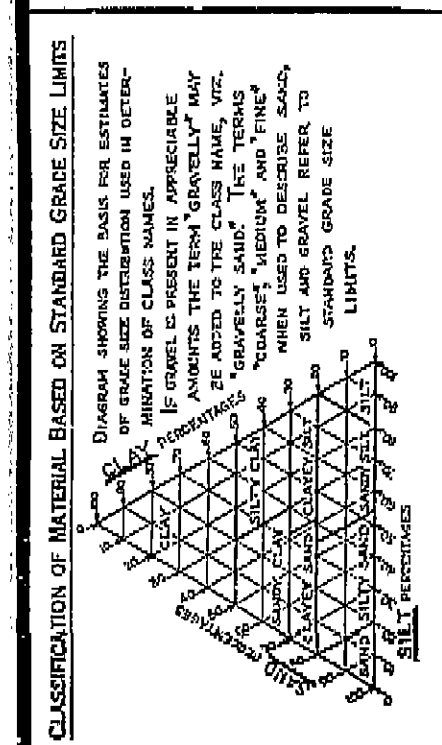 CLASSIFICATION OF MATERIAL BASED ON STANDARD GRADE SIZE LIMITS
DIAGRAM SHOWING THE BASIS FOR ESTIMATES
OF GRADE SIZE DISTRIBUTION USED IN DETER-
MINATION OF CLASS NAMES.
IF GRAVEL IS PRESENT IN APPRECIABLE
AMOUNTS THE TERM "GRAVELLY" MAY
BE ADDED TO THE CLASS NAME, VIZ.
"GRAVELLY SAND". THE TERMS
"COARSE", "MEDIUM" AND "FINE"
WHEN USED TO DESCRIBE SAND,
SILT AND GRAVEL REFER TO
STANDARD GRADE SIZE
LIMITS.
CLAY PERCENTAGES
SAND PERCENTAGES
CLAY
SANDY CLAY SILTY CLAY
CLAYEY SAND CLAYEY SILT
SAND SILTY SAND SANDY SILT SILT
SILT PERCENTAGES